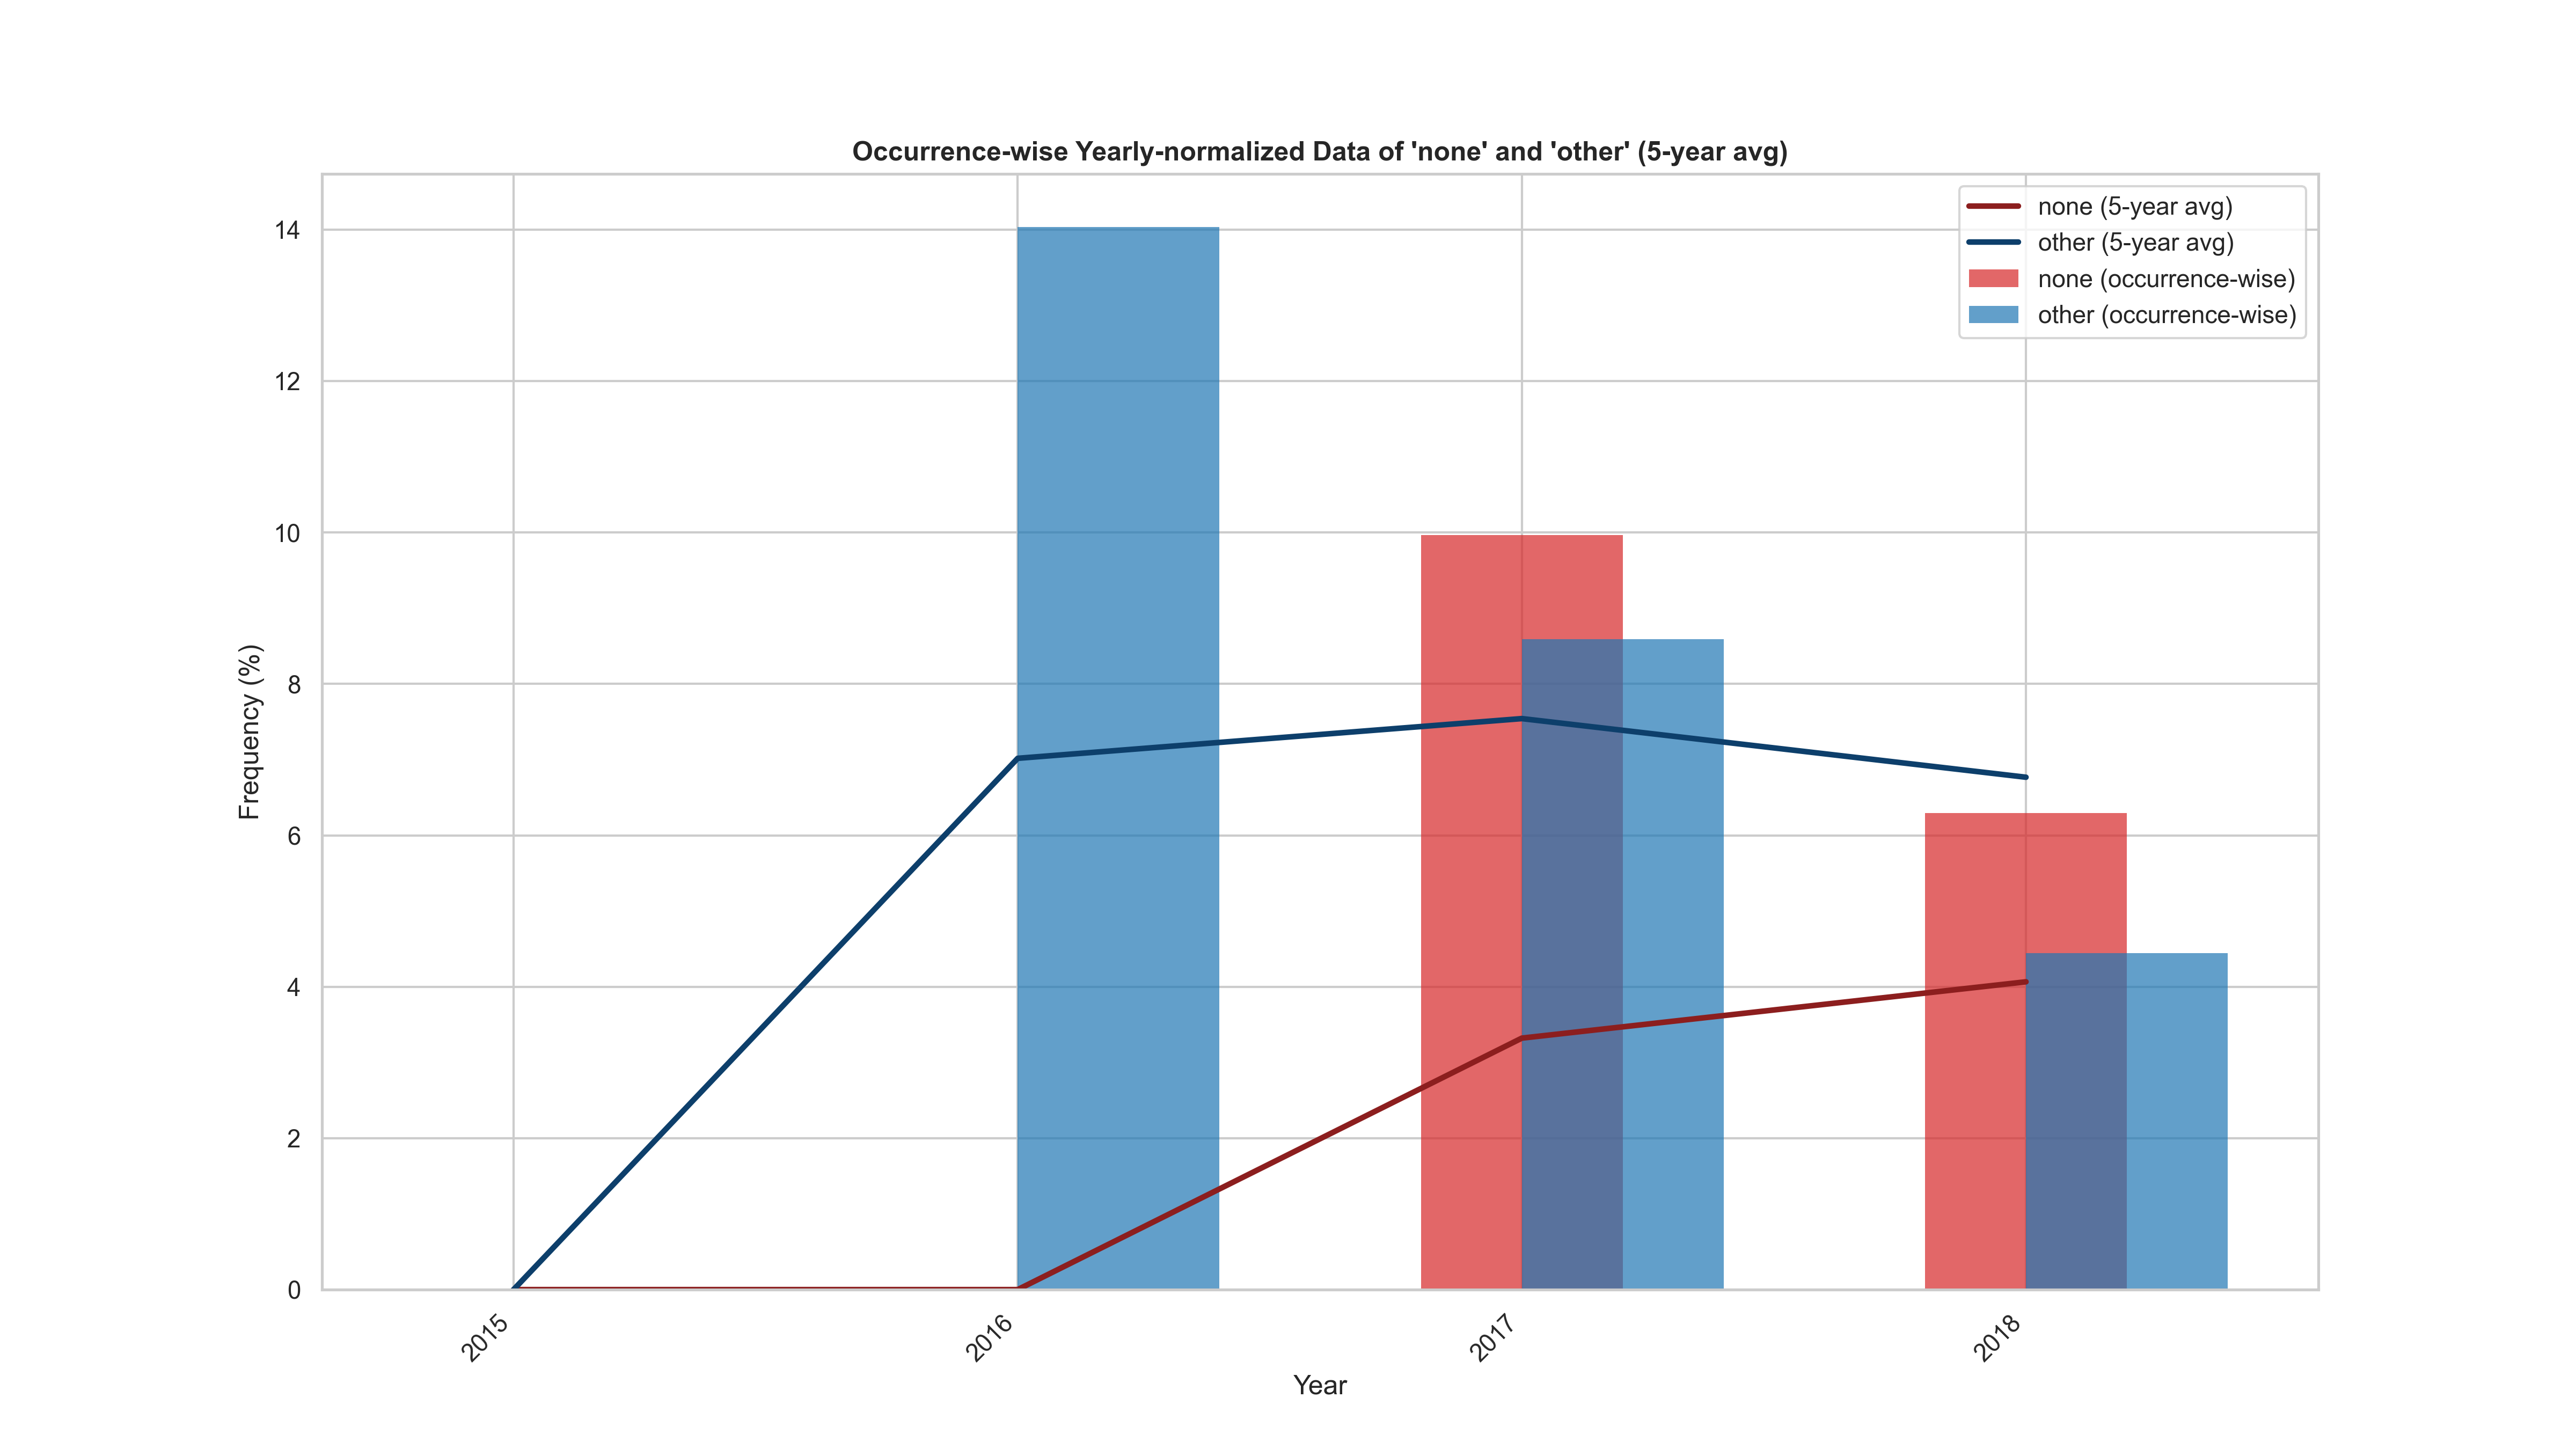 Occurrence-wise Yearly-normalized Data of 'none' and 'other' (5-year avg)
none (5-year avg)
other (5-year avg)
none (occurrence-wise)
other (occurrence-wise)
14
12
10
8
6
4
2
0
Frequency (%)
2015
2016
2017
2018
Year